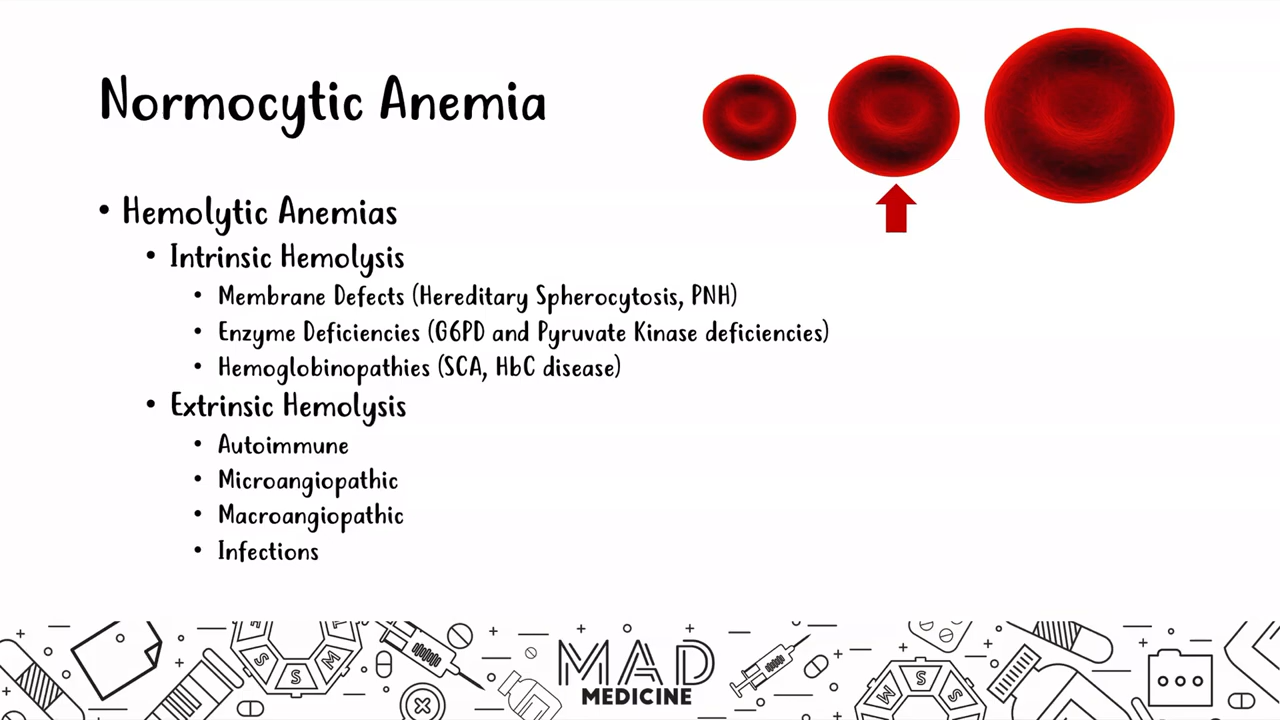 Normocytic Anemia
• Hemolytic Anemias
• Intrinsic Hemolysis
• Membrane Defects (Hereditary Spherocytosis, PNH)
• Enzyme Deficiencies (G6PD and Pyruvate Kinase deficiencies)
• Hemoglobinopathies (SCA, HbC disease)
• Extrinsic Hemolysis
• Autoimmune
• Microangiopathic
• Macroangiopathic
• Infections
S S M
MAD
MEDICINE
M S S